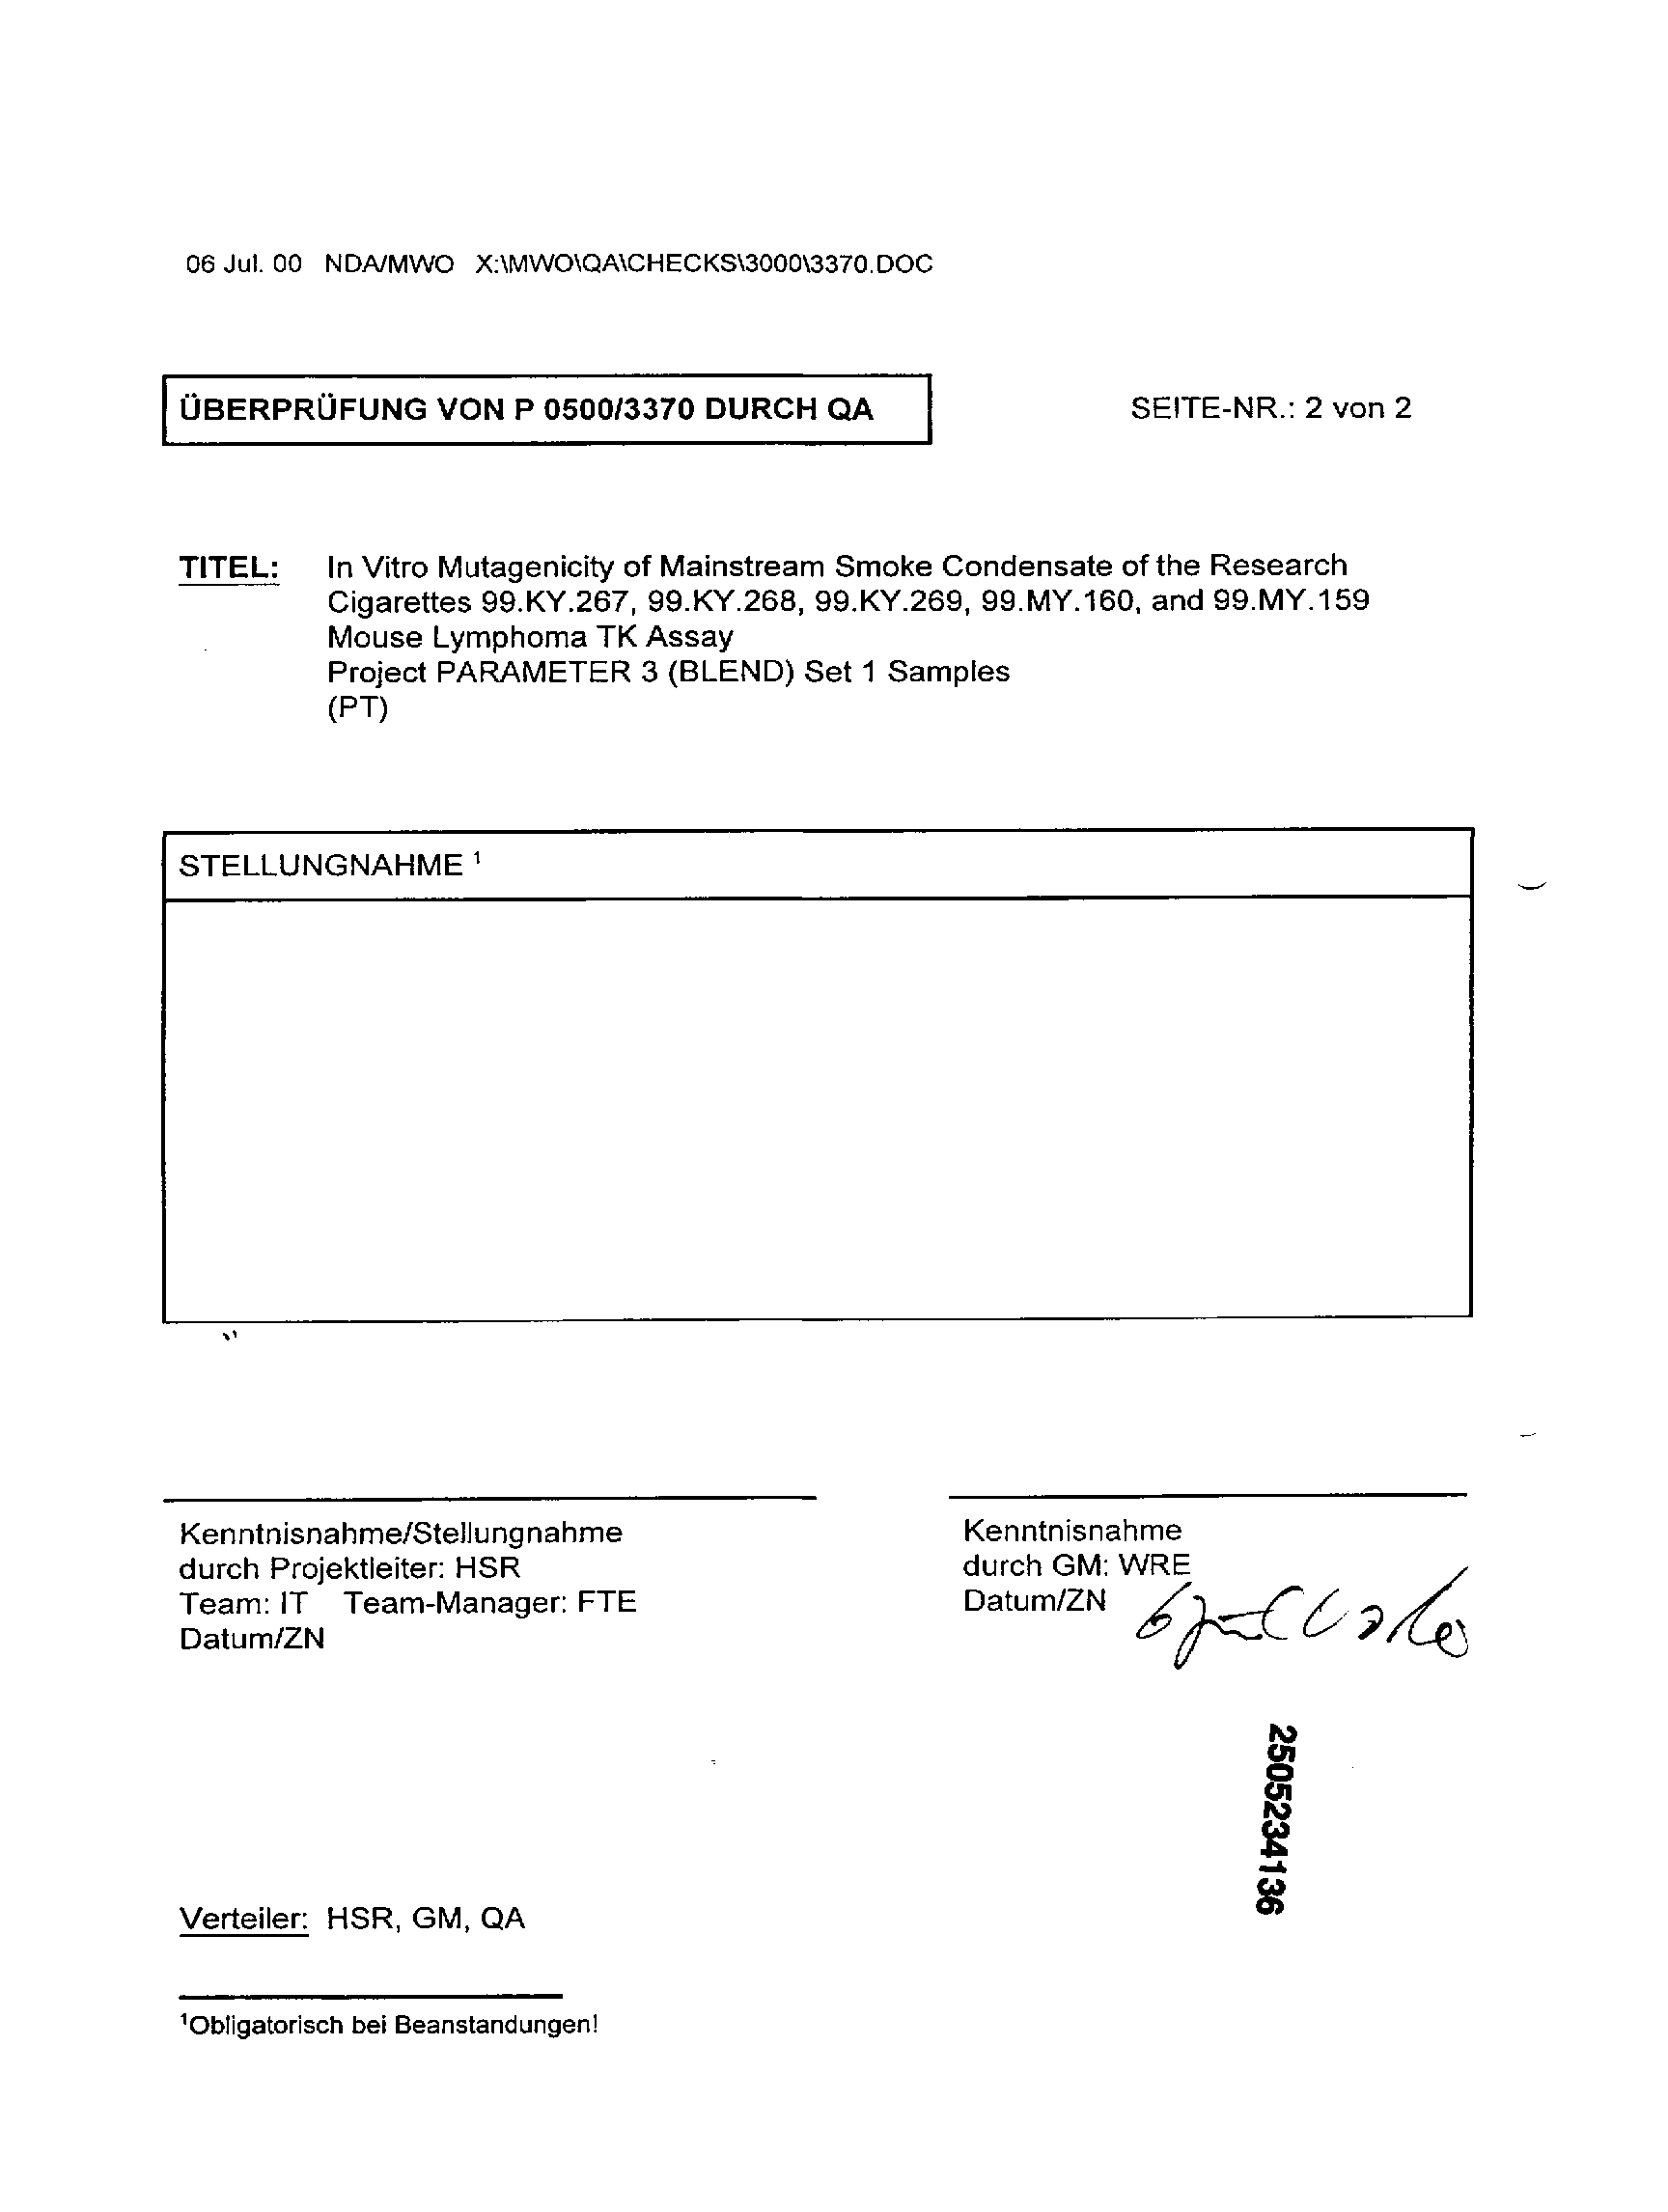 06 Jul. 00 NDA/MWO X:\MWO\QA\CHECKS\3000\3370.DOC
ÜBERPRÜFUNG VON P 0500/3370 DURCH QA
SEITE-NR.: 2 von 2
TITEL: In Vitro Mutagenicity of Mainstream Smoke Condensate of the Research
Cigarettes 99.KY.267, 99.KY.268, 99.KY.269, 99.MY.160, and 99.MY.159
Mouse Lymphoma TK Assay
Project PARAMETER 3 (BLEND) Set 1 Samples
(PT)
STELLUNGNAHME ¹
Kenntnisnahme/Stellungnahme
durch Projektleiter: HSR
Team: IT Team-Manager: FTE
Datum/ZN
Kenntnisnahme
durch GM: WRE
Datum/ZN
2505234136
Verteiler: HSR, GM, QA
¹Obligatorisch bei Beanstandungen!